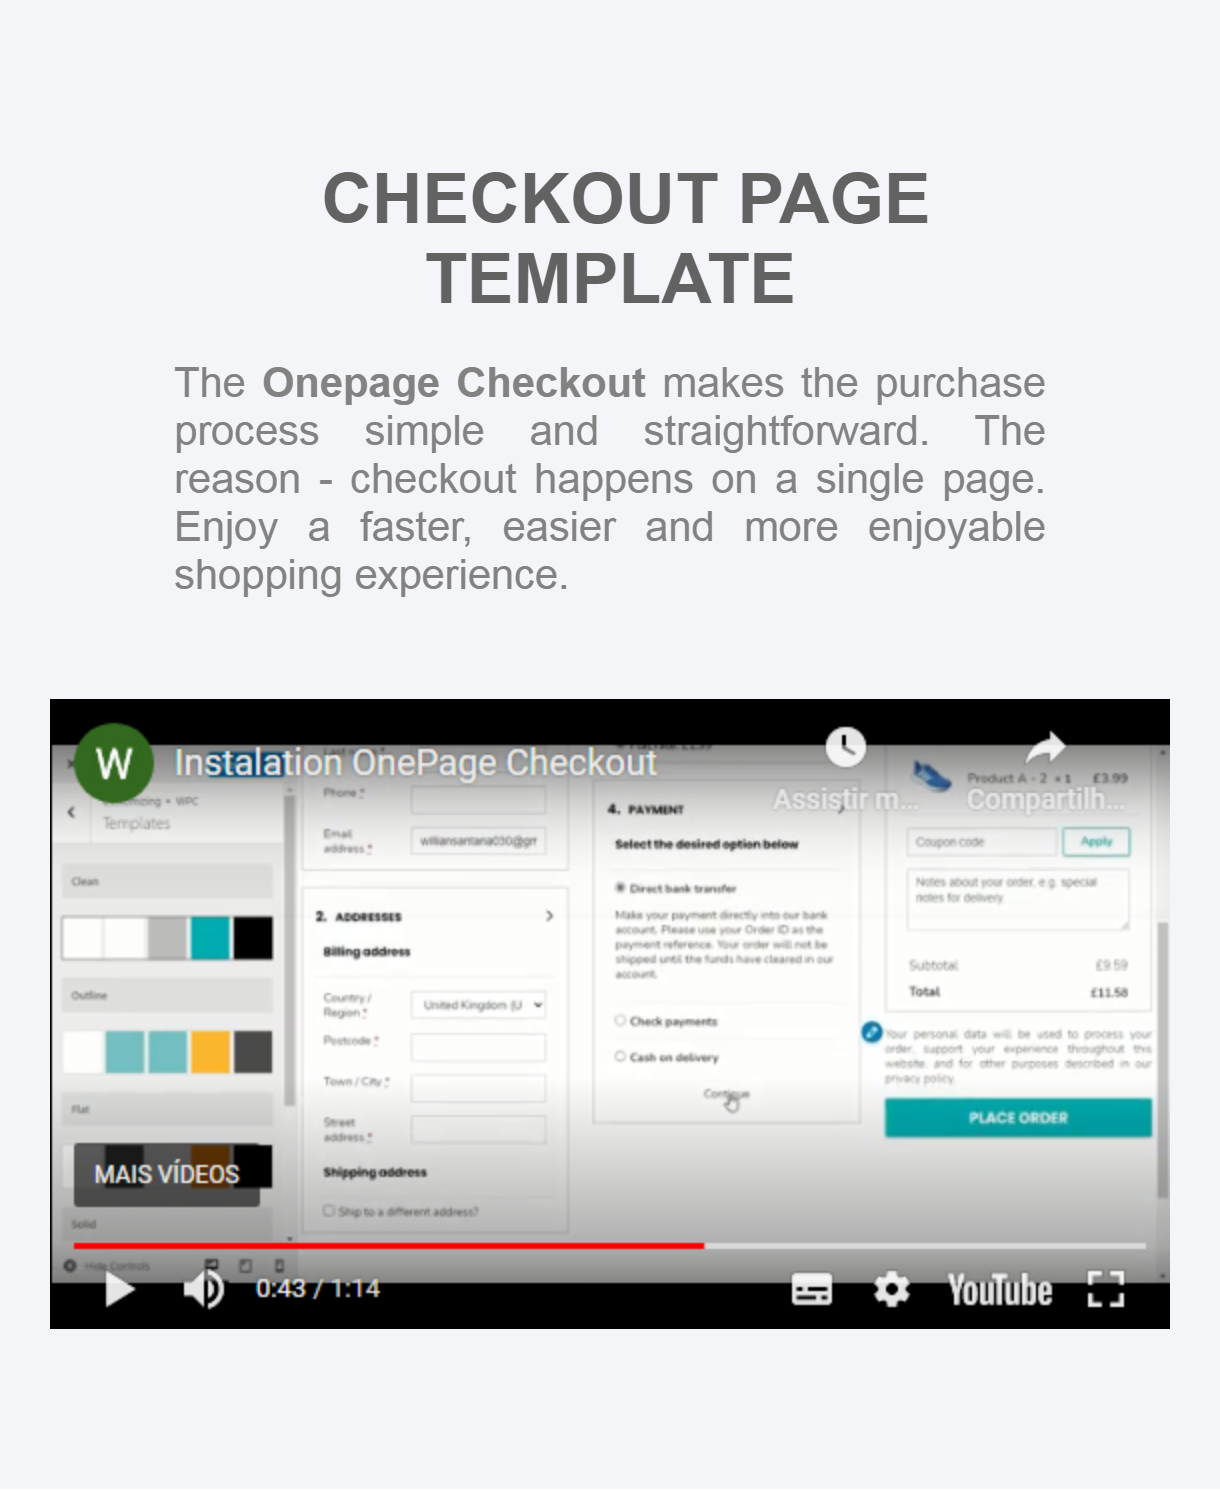 CHECKOUT PAGE
TEMPLATE
The Onepage Checkout makes the purchase
process simple and straightforward. The
reason - checkout happens on a single page.
Enjoy a faster, easier and more enjoyable
shopping experience.
W
Instalation OnePage Checkout
Assistir m...
Compartilh...
Customizing • WPC
Templates
Clean
Outline
Flat
Solid
Hide Controls
MAIS VÍDEOS
Last name *
Phone *
Email
address *
williansantana030@gm
2. ADDRESSES
Billing address
Country /
Region *
United Kingdom (U
Postcode *
Town / City *
Street
address *
Shipping address
Ship to a different address?
4. PAYMENT
Select the desired option below
Direct bank transfer
Make your payment directly into our bank
account. Please use your Order ID as the
payment reference. Your order will not be
shipped until the funds have cleared in our
account.
Check payments
Cash on delivery
Continue
Product A - 2 × 1 £3.99
Coupon code
Apply
Notes about your order, e.g. special
notes for delivery.
Subtotal £9.59
Total £11.58
Your personal data will be used to process your
order, support your experience throughout this
website, and for other purposes described in our
privacy policy.
PLACE ORDER
0:43 / 1:14
YouTube